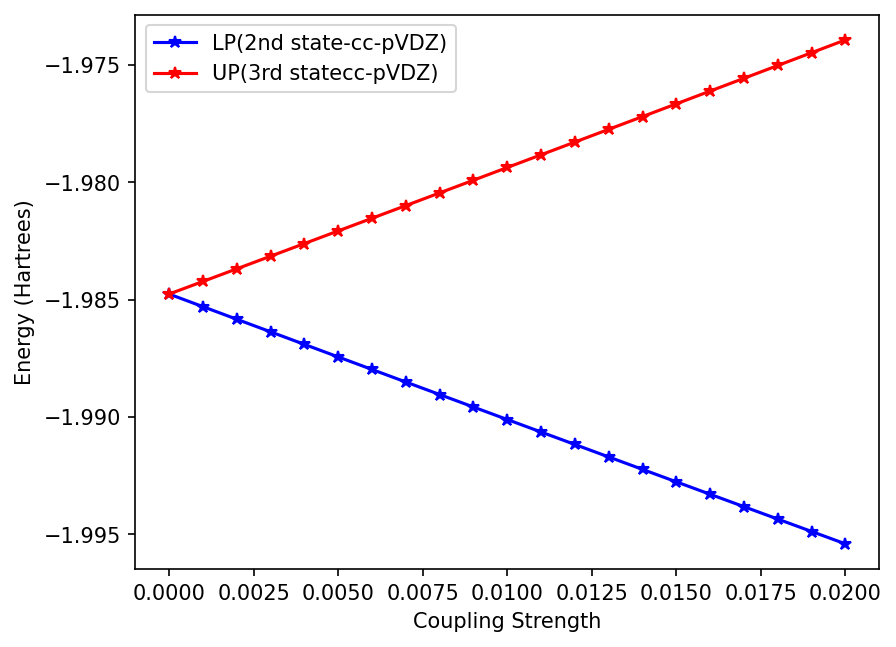 LP(2nd state-cc-pVDZ)
UP(3rd statecc-pVDZ)
−1.975
−1.980
−1.985
−1.990
−1.995
Energy (Hartrees)
0.0000 0.0025 0.0050 0.0075 0.0100 0.0125 0.0150 0.0175 0.0200
Coupling Strength